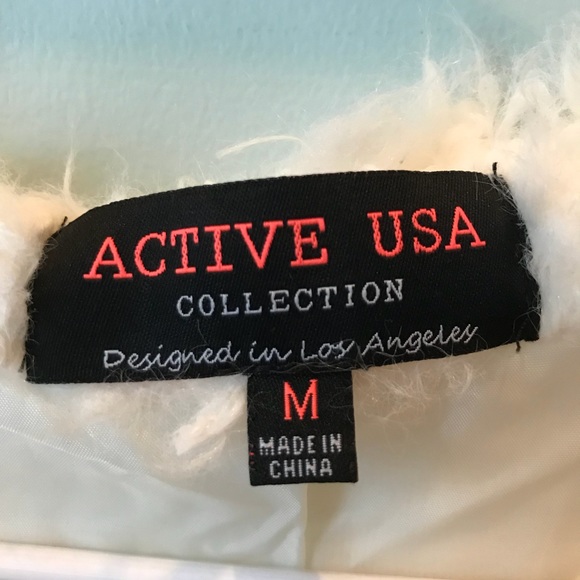 ACTIVE USA
COLLECTION
Designed in Los Angeles
M
MADE IN
CHINA